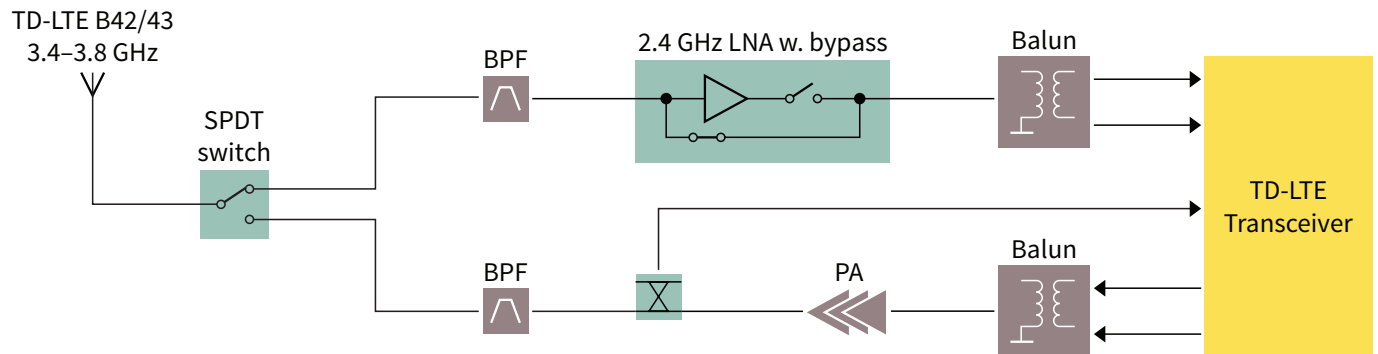 TD-LTE B42/43
3.4–3.8 GHz
SPDT
switch
BPF
2.4 GHz LNA w. bypass
Balun
TD-LTE
Transceiver
BPF
PA
Balun